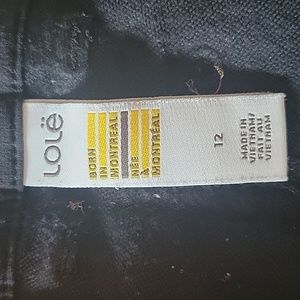 lolë
BORN
IN
MONTREAL
NÉE
À
MONTRÉAL
12
MADE IN
VIETNAM/
FAIT AU
VIETNAM